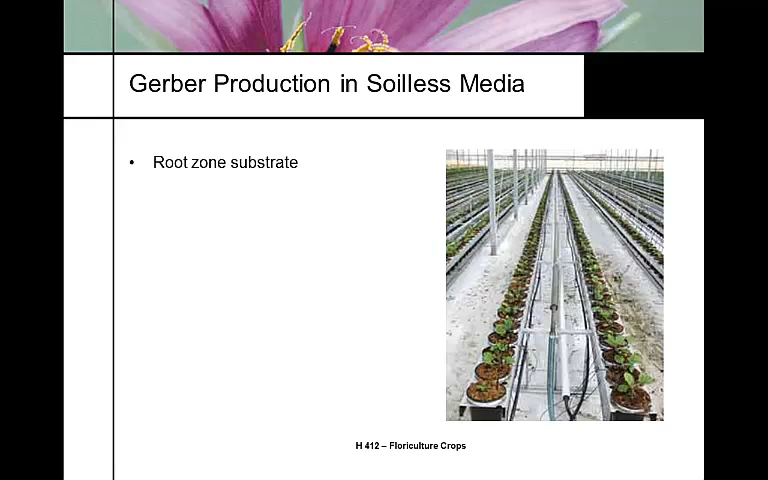 Gerber Production in Soilless Media
• Root zone substrate
H 412 – Floriculture Crops